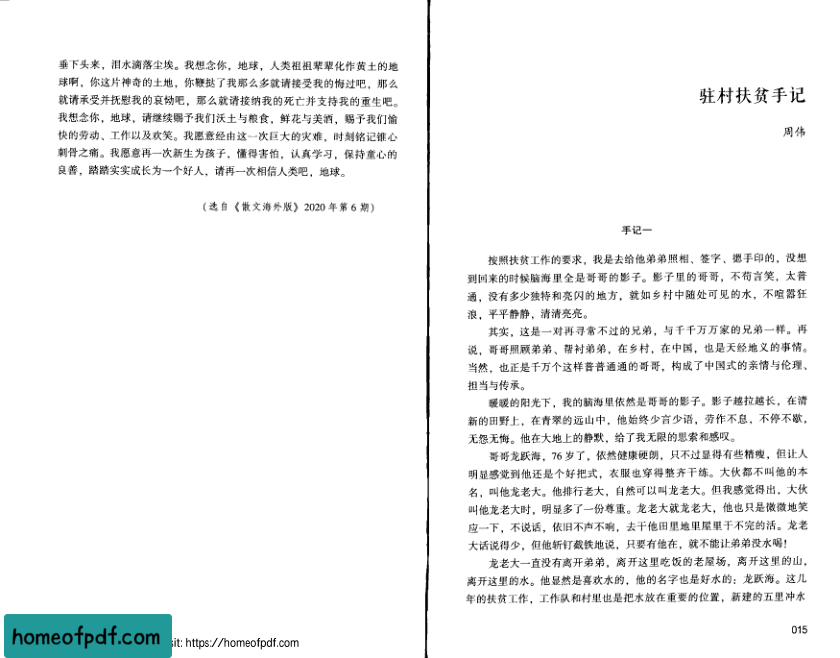 垂下头来，泪水滴落尘埃。我想念你，地球，人类祖祖辈辈化作黄土的地
球啊，你这片神奇的土地，你鞭挞了我那么多就请接受我的悔过吧，那么
就请承受并抚慰我的哀恸吧，那么就请接纳我的死亡并支持我的重生吧。
我想念你，地球，请继续赐予我们沃土与粮食，鲜花与美酒，赐予我们愉
快的劳动、工作以及欢笑。我愿意经由这一次巨大的灾难，时刻铭记锥心
刺骨之痛。我愿意再一次新生为孩子，懂得害怕，认真学习，保持童心的
良善，踏踏实实成长为一个好人，请再一次相信人类吧，地球。
（选自《散文海外版》2020 年第 6 期）
驻村扶贫手记
周伟
手记一
按照扶贫工作的要求，我是去给他弟弟照相、签字、摁手印的，没想
到回来的时候脑海里全是哥哥的影子。影子里的哥哥，不苟言笑，太普
通，没有多少独特和亮闪的地方，就如乡村中随处可见的水，不喧嚣狂
浪，平平静静，清清亮亮。
其实，这是一对再寻常不过的兄弟，与千千万万家的兄弟一样。再
说，哥哥照顾弟弟、帮衬弟弟，在乡村，在中国，也是天经地义的事情。
当然，也正是千万个这样普普通通的哥哥，构成了中国式的亲情与伦理、
担当与传承。
暖暖的阳光下，我的脑海里依然是哥哥的影子。影子越拉越长，在清
新的田野上，在青翠的远山中，他始终少言少语，劳作不息，不停不歇，
无怨无悔。他在大地上的静默，给了我无限的思索和感叹。
哥哥龙跃海，76 岁了，依然健康硬朗，只不过显得有些精瘦，但让人
明显感觉到他还是个好把式，衣服也穿得整齐干练。大伙都不叫他的本
名，叫他龙老大。他排行老大，自然可以叫龙老大。但我感觉得出，大伙
叫他龙老大时，明显多了一份尊重。龙老大就龙老大，他也只是微微地笑
应一下，不说话，依旧不声不响，去干他田里地里屋里干不完的活。龙老
大话说得少，但他斩钉截铁地说，只要有他在，就不能让弟弟没水喝！
龙老大一直没有离开弟弟，离开这里吃饭的老屋场，离开这里的山，
离开这里的水。他显然是喜欢水的，他的名字也是好水的：龙跃海。这几
年的扶贫工作，工作队和村里也是把水放在重要的位置，新建的五里冲水
015
homeofpdf.com
sit: https://homeofpdf.com